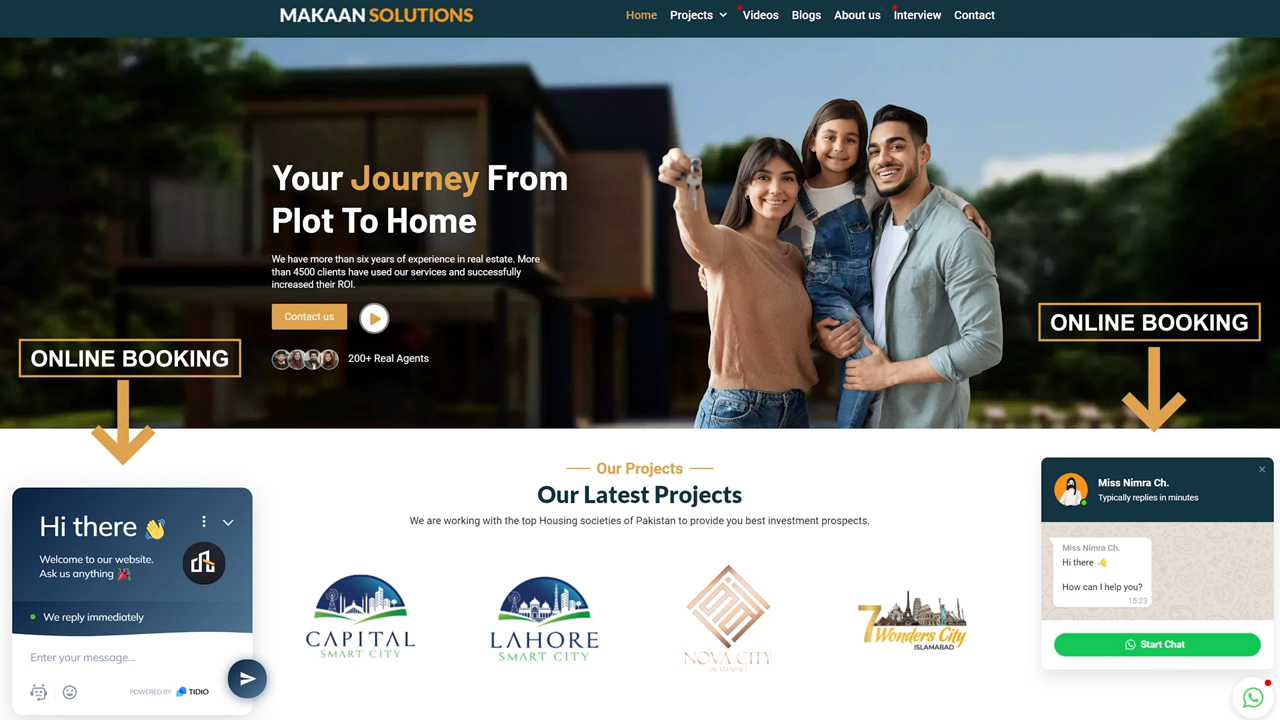 MAKAAN SOLUTIONS
Home Projects Videos Blogs About us Interview Contact
Your Journey From
Plot To Home
We have more than six years of experience in real estate. More
than 4500 clients have used our services and successfully
increased their ROI.
Contact us
200+ Real Agents
ONLINE BOOKING
ONLINE BOOKING
Our Projects
Our Latest Projects
We are working with the top Housing societies of Pakistan to provide you best investment prospects.
CAPITAL
SMART CITY
LAHORE
SMART CITY
NOVA CITY
ISLAMABAD
7 Wonders City
ISLAMABAD
Hi there 👋
Welcome to our website.
Ask us anything 🎉
We reply immediately
Enter your message...
POWERED BY TIDIO
Miss Nimra Ch.
Typically replies in minutes
Miss Nimra Ch.
Hi there 👋
How can I help you?
15:23
Start Chat